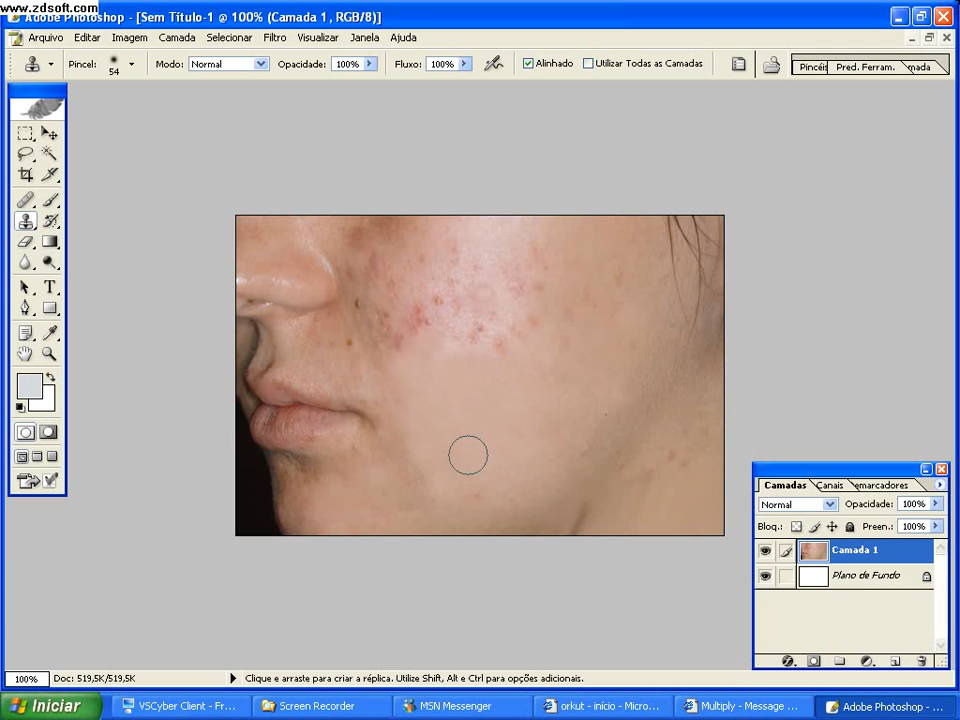 www.zdsoft.com
Adobe Photoshop - [Sem Título-1 @ 100% (Camada 1, RGB/8)]
Arquivo Editar Imagem Camada Selecionar Filtro Visualizar Janela Ajuda
Pincel: 54 Modo: Normal Opacidade: 100% Fluxo: 100% Alinhado Utilizar Todas as Camadas Pincéis Pred. Ferram. mada
Camadas Canais emarcadores
Normal Opacidade: 100%
Bloq.: Preen.: 100%
Camada 1
Plano de Fundo
100% Doc: 519,5K/519,5K Clique e arraste para criar a réplica. Utilize Shift, Alt e Ctrl para opções adicionais.
Iniciar VSCyber Client - Fr... Screen Recorder MSN Messenger orkut - início - Micro... Multiply - Message ... Adobe Photoshop - ...